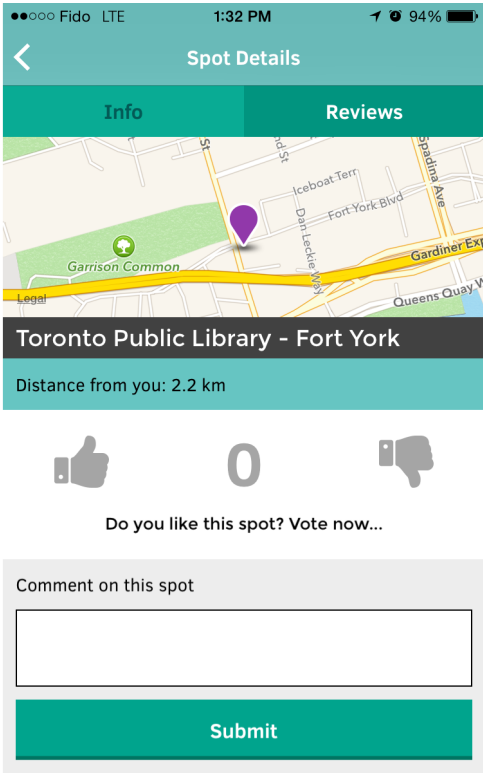 Fido LTE 1:32 PM 94%
Spot Details
Info Reviews
St
nd St
Spadina Ave
Iceboat Terr
Fort York Blvd
Dan Leckie Way
Garrison Common
Gardiner Exp
Legal
Queens Quay W
Toronto Public Library - Fort York
Distance from you: 2.2 km
0
Do you like this spot? Vote now...
Comment on this spot
Submit